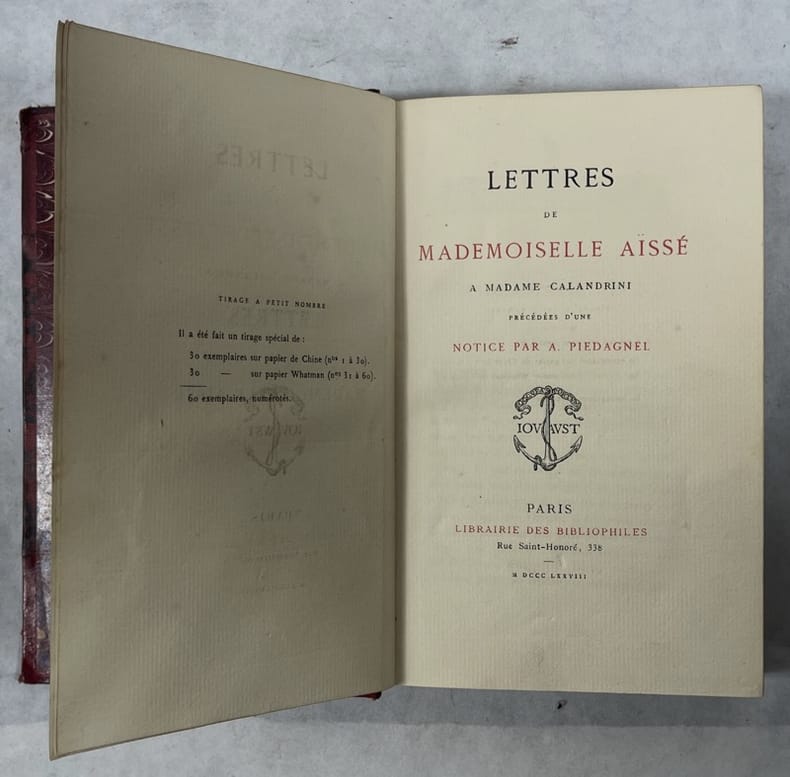 TIRAGE A PETIT NOMBRE
Il a été fait un tirage spécial de :
30 exemplaires sur papier de Chine (nᵒˢ 1 à 30).
30 — sur papier Whatman (nᵒˢ 31 à 60).
60 exemplaires, numérotés.
LETTRES
DE
MADEMOISELLE AÏSSÉ
A MADAME CALANDRINI
PRÉCÉDÉES D'UNE
NOTICE PAR A. PIEDAGNEL
IOVAVST
PARIS
LIBRAIRIE DES BIBLIOPHILES
Rue Saint-Honoré, 338
M DCCC LXXVIII